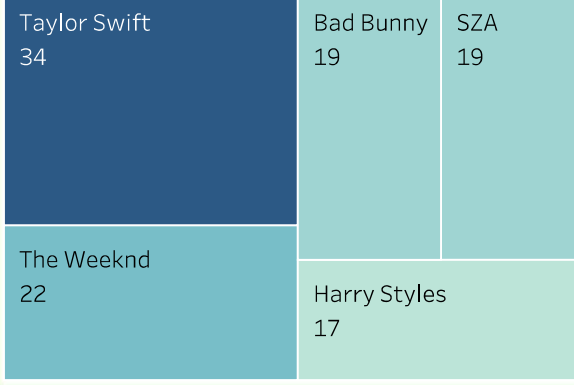 Taylor Swift
34
Bad Bunny
19
SZA
19
The Weeknd
22
Harry Styles
17